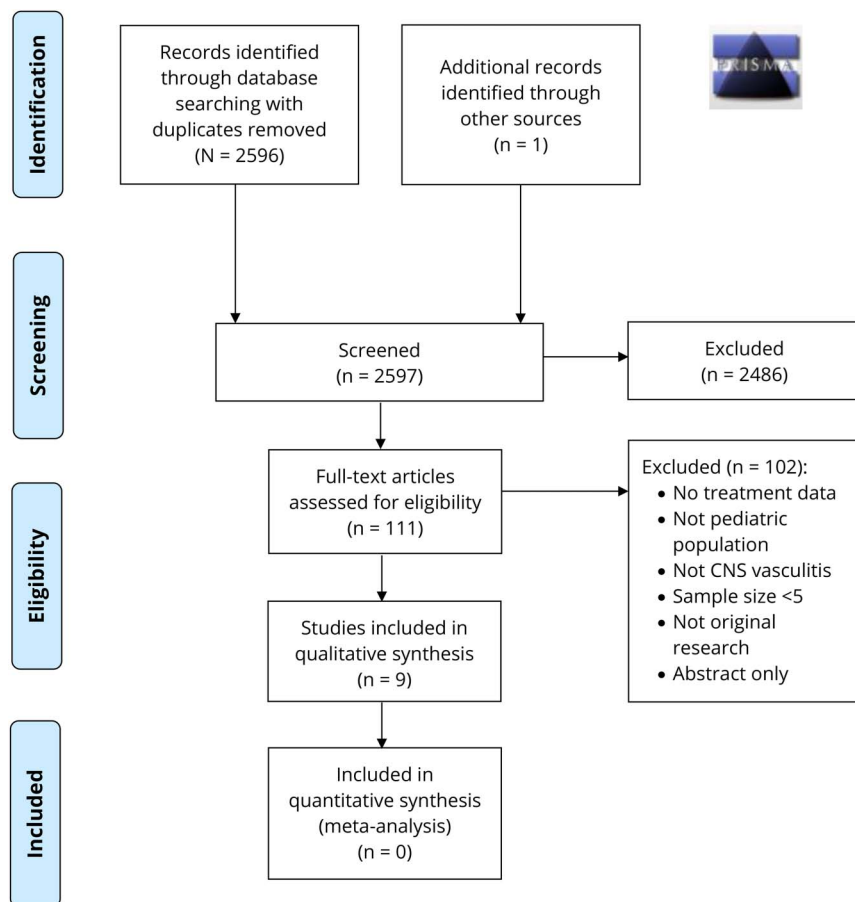 Identification
Records identified
through database
searching with
duplicates removed
(N = 2596)
Additional records
identified through
other sources
(n = 1)
PRISMA
Screening
Screened
(n = 2597)
Excluded
(n = 2486)
Eligibility
Full-text articles
assessed for eligibility
(n = 111)
Excluded (n = 102):
• No treatment data
• Not pediatric
population
• Not CNS vasculitis
• Sample size <5
• Not original
research
• Abstract only
Studies included in
qualitative synthesis
(n = 9)
Included
Included in
quantitative synthesis
(meta-analysis)
(n = 0)